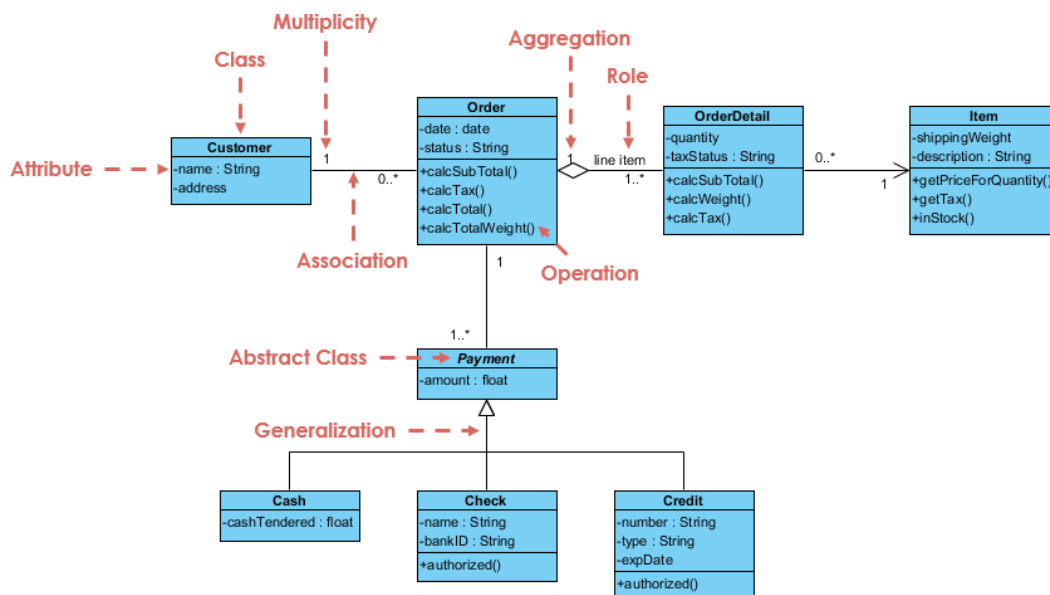 Multiplicity
Aggregation
Class
Role
Order
-date : date
-status : String
+calcSubTotal()
+calcTax()
+calcTotal()
+calcTotalWeight()
OrderDetail
-quantity
-taxStatus : String
+calcSubTotal()
+calcWeight()
+calcTax()
Item
-shippingWeight
-description : String
+getPriceForQuantity()
+getTax()
+inStock()
Customer
-name : String
-address
Attribute
1
0..*
1
line item
1..*
0..*
1
Association
Operation
1
1..*
Abstract Class
Payment
-amount : float
Generalization
Cash
-cashTendered : float
Check
-name : String
-bankID : String
+authorized()
Credit
-number : String
-type : String
-expDate
+authorized()